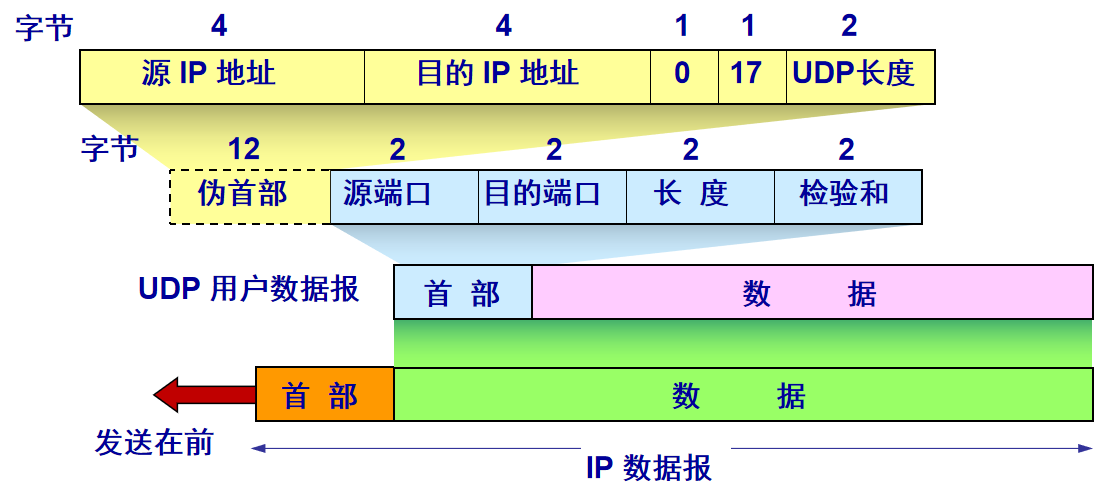 字节 4 4 1 1 2
源 IP 地址 目的 IP 地址 0 17 UDP长度
字节 12 2 2 2 2
伪首部 源端口 目的端口 长 度 检验和
UDP 用户数据报 首 部 数 据
首 部 数 据
发送在前
IP 数据报